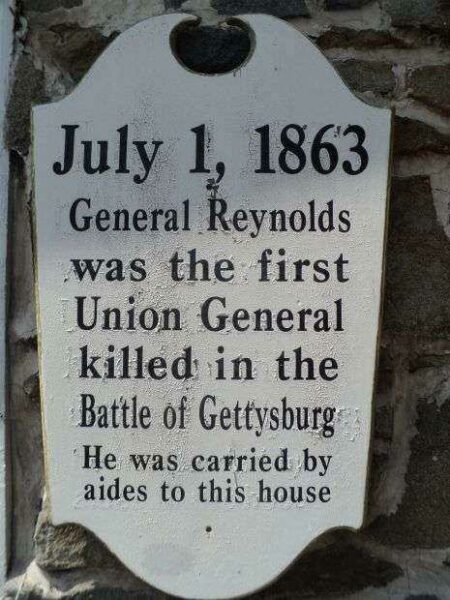 July 1, 1863
General Reynolds
was the first
Union General
killed in the
Battle of Gettysburg
He was carried by
aides to this house